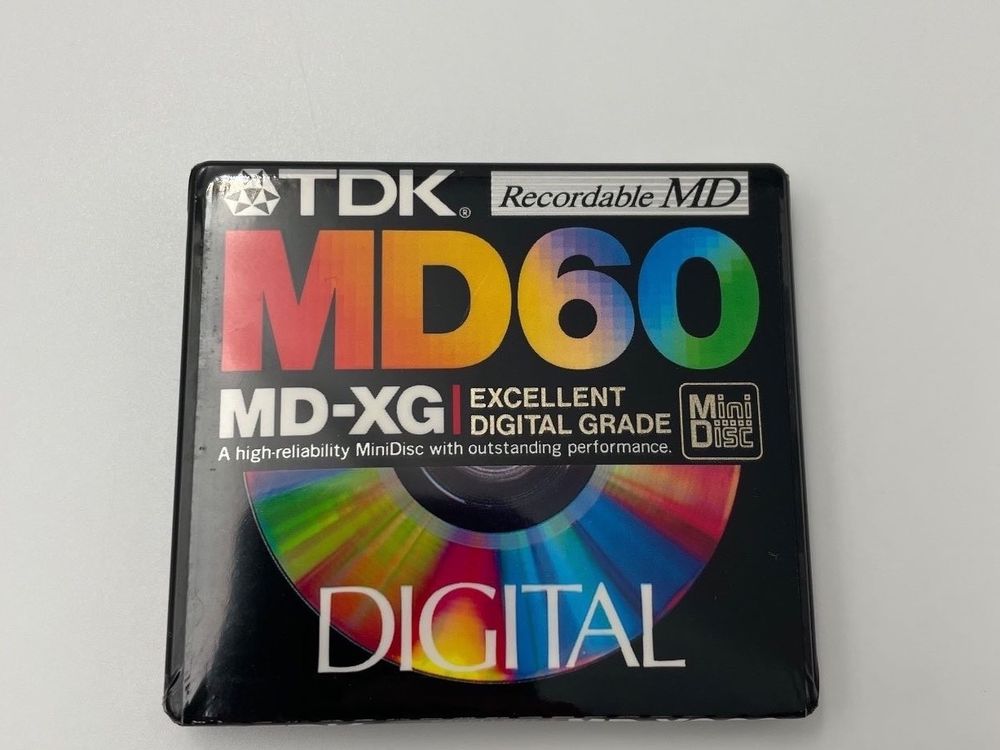 TDK®
Recordable MD
MD60
MD-XG
EXCELLENT
DIGITAL GRADE
Mini
Disc
A high-reliability MiniDisc with outstanding performance.
DIGITAL